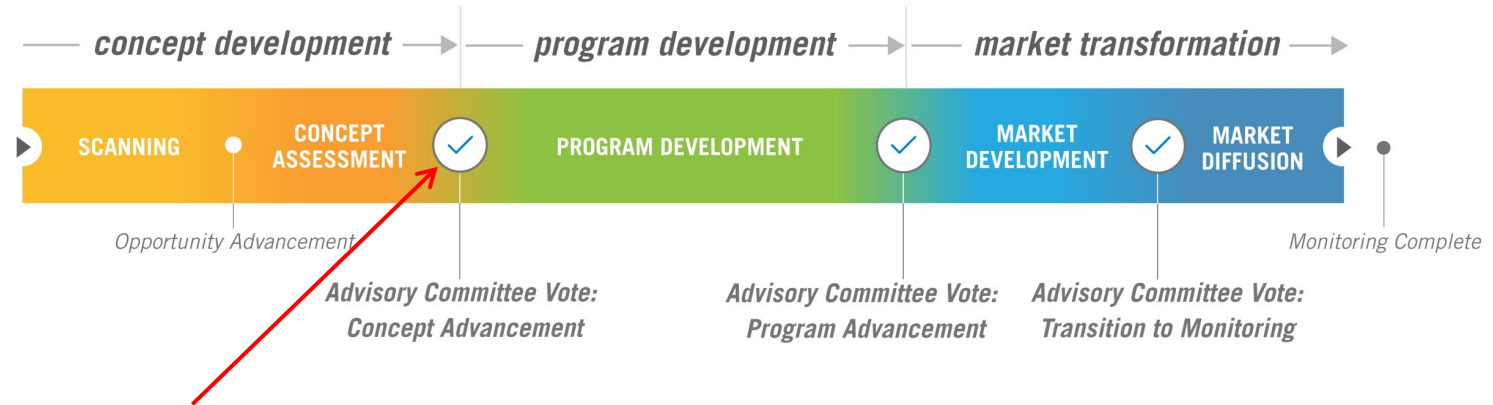 concept development
program development
market transformation
SCANNING
CONCEPT
ASSESSMENT
PROGRAM DEVELOPMENT
MARKET
DEVELOPMENT
MARKET
DIFFUSION
Opportunity Advancement
Monitoring Complete
Advisory Committee Vote:
Concept Advancement
Advisory Committee Vote:
Program Advancement
Advisory Committee Vote:
Transition to Monitoring